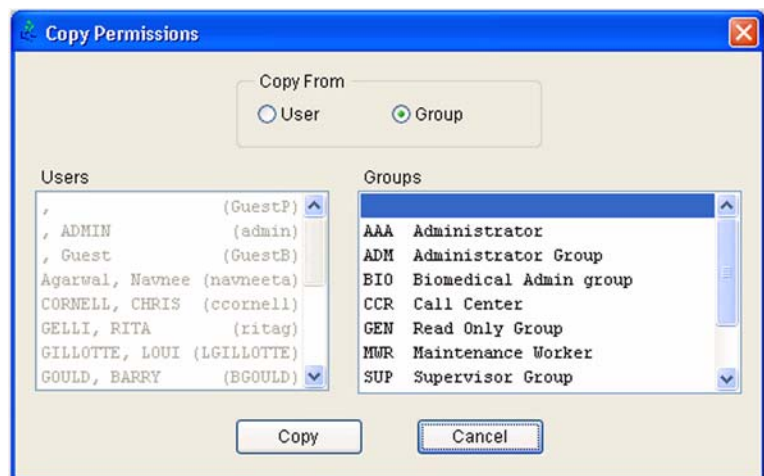 Copy Permissions
Copy From
User Group
Users
, (GuestP)
, ADMIN (admin)
, Guest (GuestB)
Agarwal, Navnee (navneeta)
CORNELL, CHRIS (ccornell)
GELLI, RITA (ritag)
GILLOTTE, LOUI (LGILLOTTE)
GOULD, BARRY (BGOULD)
Groups
AAA Administrator
ADM Administrator Group
BIO Biomedical Admin group
CCR Call Center
GEN Read Only Group
MWR Maintenance Worker
SUP Supervisor Group
Copy Cancel